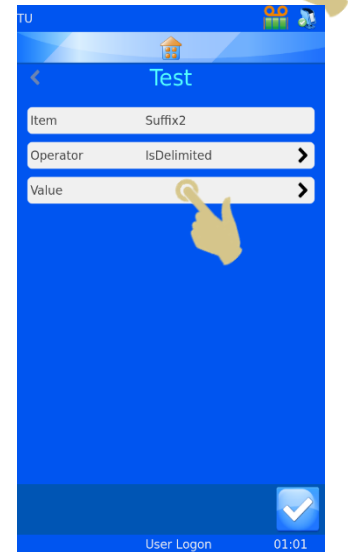 TU
Test
Item Suffix2
Operator IsDelimited
Value
User Logon 01:01